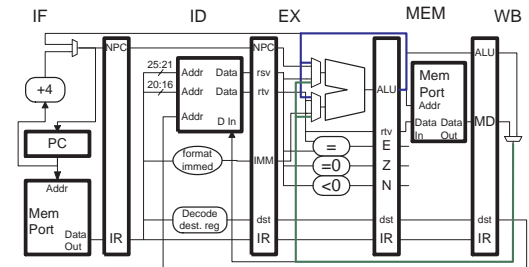 IF ID EX MEM WB
NPC NPC ALU
+4
25:21
20:16
Addr Data rsv
Addr Data rtv
Addr D In
ALU
Mem
Port
Addr
Data Data
In Out
MD
PC
format
immed
IMM
rtv
=
E
=0
Z
<0
N
Addr
Mem
Port
Data
Out
Decode
dest. reg
dst dst dst
IR IR IR IR